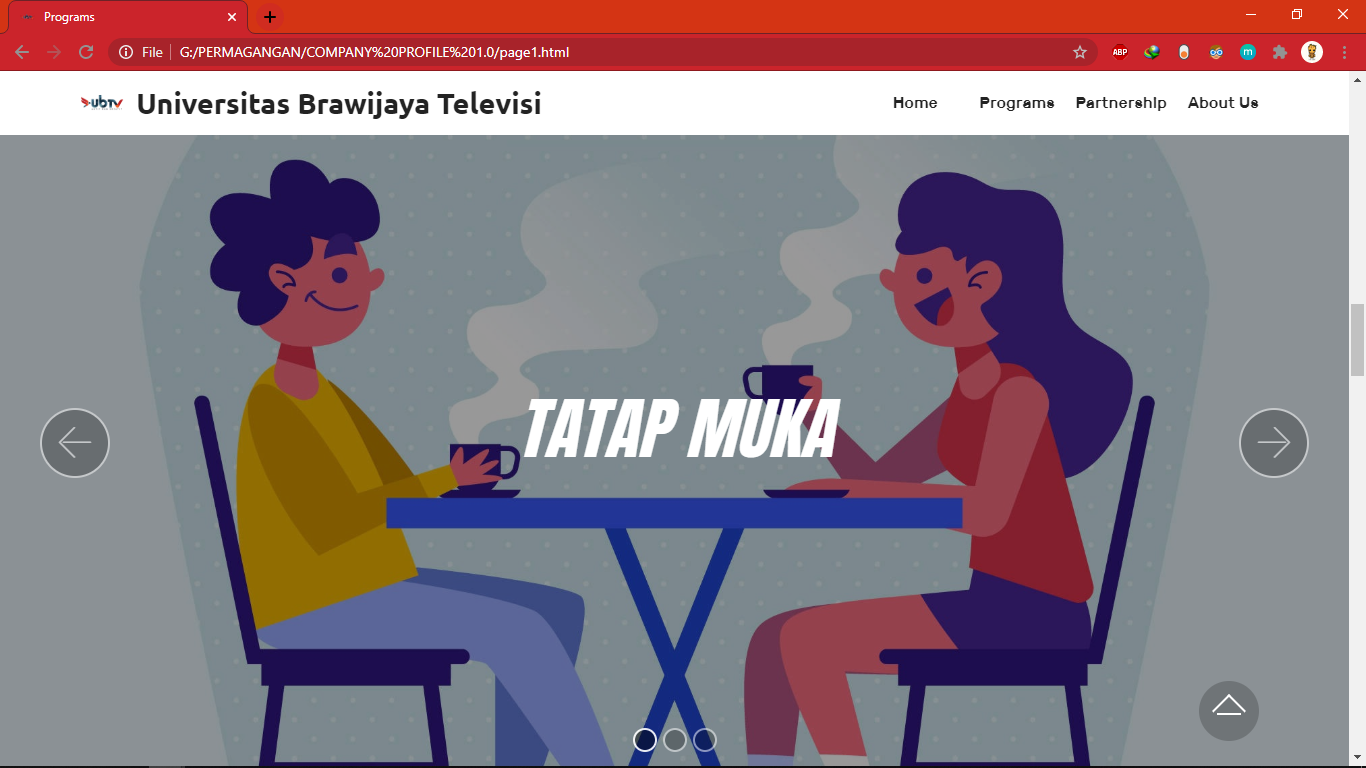 Programs
File
G:/PERMAGANGAN/COMPANY%20PROFILE%201.0/page1.html
ABP
m
UBTV Universitas Brawijaya Televisi
Home Programs Partnership About Us
TATAP MUKA